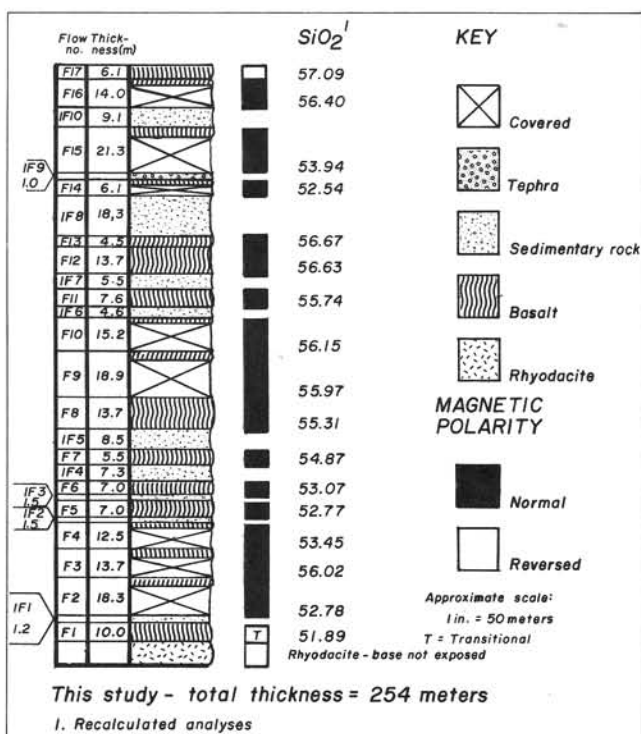 Flow no. Thick-ness(m) SiO₂¹ KEY
F17 6.1 57.09
F16 14.0 56.40
IF10 9.1
Covered
F15 21.3 53.94
IF9 1.0
Tephra
F14 6.1 52.54
IF8 18,3
Sedimentary rock
F13 4.5 56.67
F12 13.7 56.63
IF7 5.5
F11 7.6 55.74
Basalt
IF6 4.6
F10 15.2 56.15
Rhyodacite
F9 18.9 55.97
MAGNETIC
POLARITY
F8 13.7 55.31
IF5 8.5
F7 5.5 54.87
IF4 7.3
F6 7.0 53.07
Normal
IF3 1.5
F5 7.0 52.77
IF2 1.5
F4 12.5 53.45
F3 13.7 56.02
Reversed
F2 18.3 52.78
Approximate scale:
1 in. = 50 meters
IF1 1.2
F1 10.0 T 51.89
T = Transitional
Rhyodacite - base not exposed
This study - total thickness = 254 meters
1. Recalculated analyses